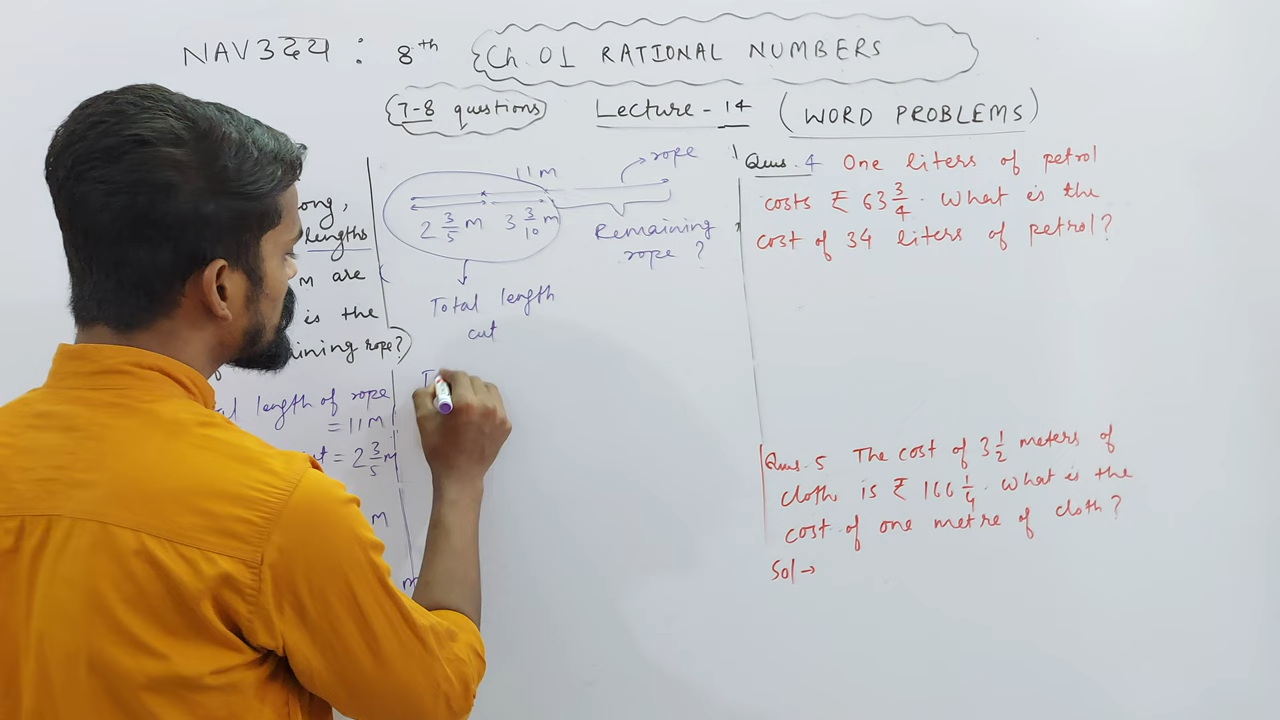 NAV3૨૨૧ : 8th Ch. 01 RATIONAL NUMBERS
7-8 questions Lecture - 14 (WORD PROBLEMS)
ong,
lengths
m are
is the
ining rope?
length of rope
= 11 m
= 2 3/5 m
m
11 m
rope
2 3/5 m 3 3/10 m
Remaining
rope ?
Total length
cut
T
Ques. 4 One liters of petrol
costs ₹ 63 3/4. What is the
cost of 34 liters of petrol?
Ques. 5 The cost of 3 1/2 meters of
cloth is ₹ 166 1/4. What is the
cost of one metre of cloth?
Sol →